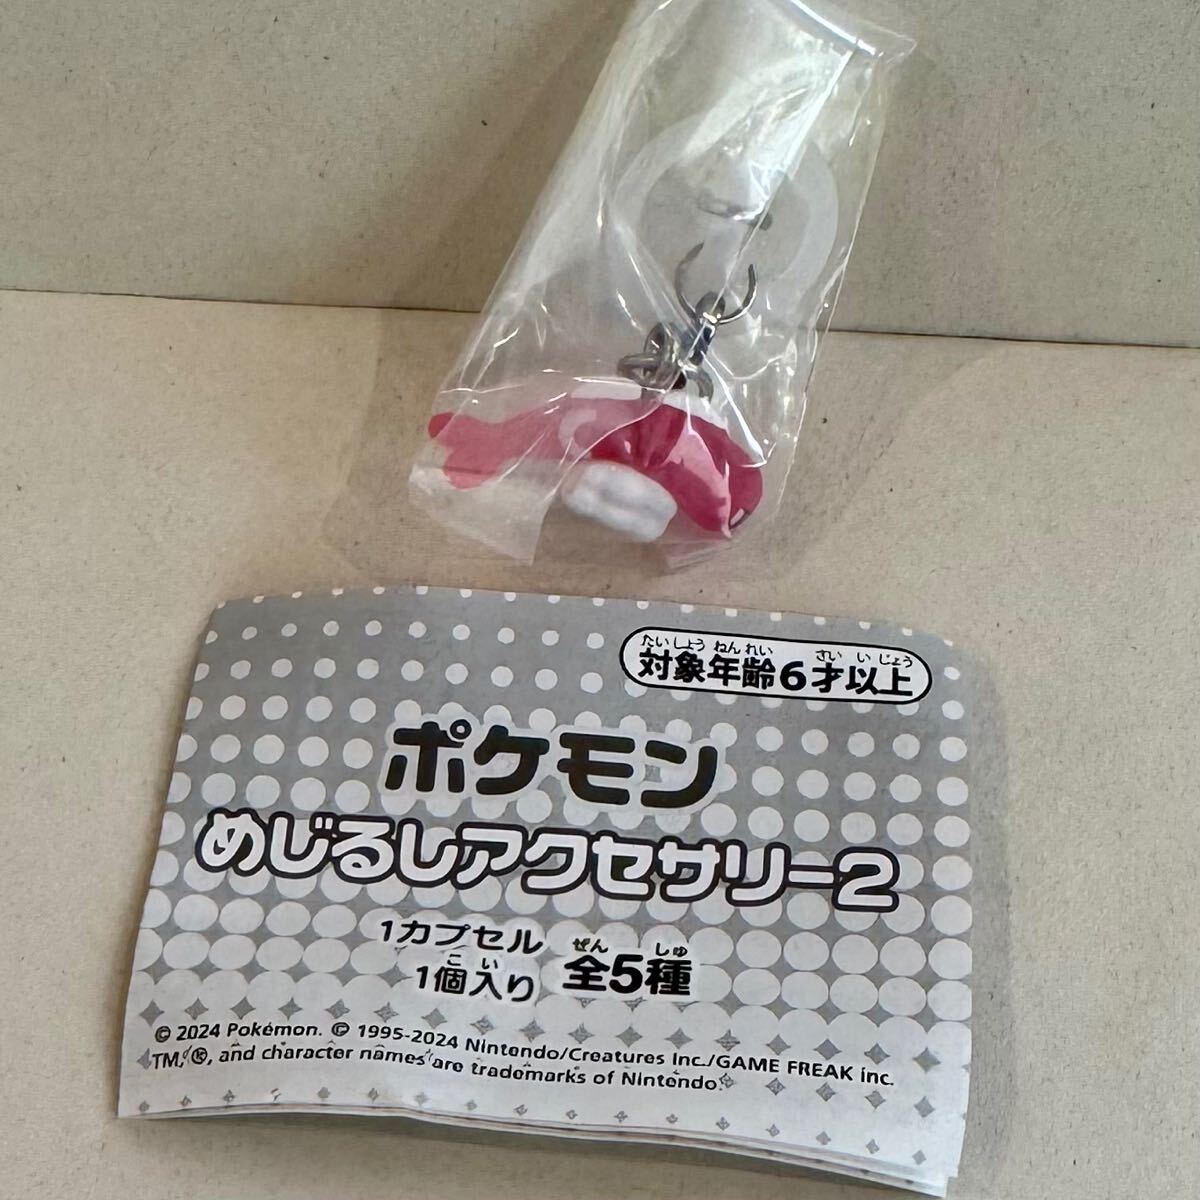 たいしょう ねんれい さい いじょう
対象年齢6才以上
ポケモン
めじるしアクセサリー2
1カプセル
こ い
1個入り
ぜん しゅ
全5種
© 2024 Pokémon. © 1995-2024 Nintendo/Creatures Inc./GAME FREAK inc.
TM, ®, and character names are trademarks of Nintendo.